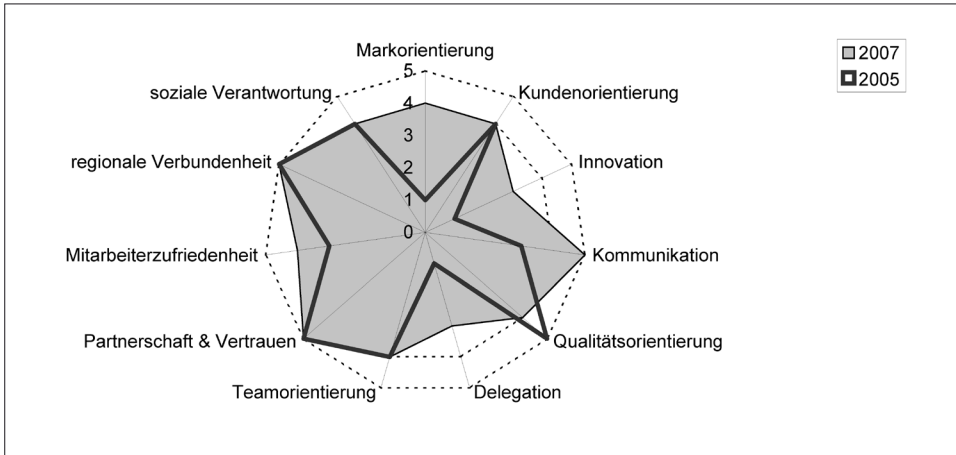 Markorientierung
2007
2005
Kundenorientierung
Innovation
Kommunikation
Qualitätsorientierung
Delegation
Teamorientierung
Partnerschaft & Vertrauen
Mitarbeiterzufriedenheit
regionale Verbundenheit
soziale Verantwortung
5
4
3
2
1
0